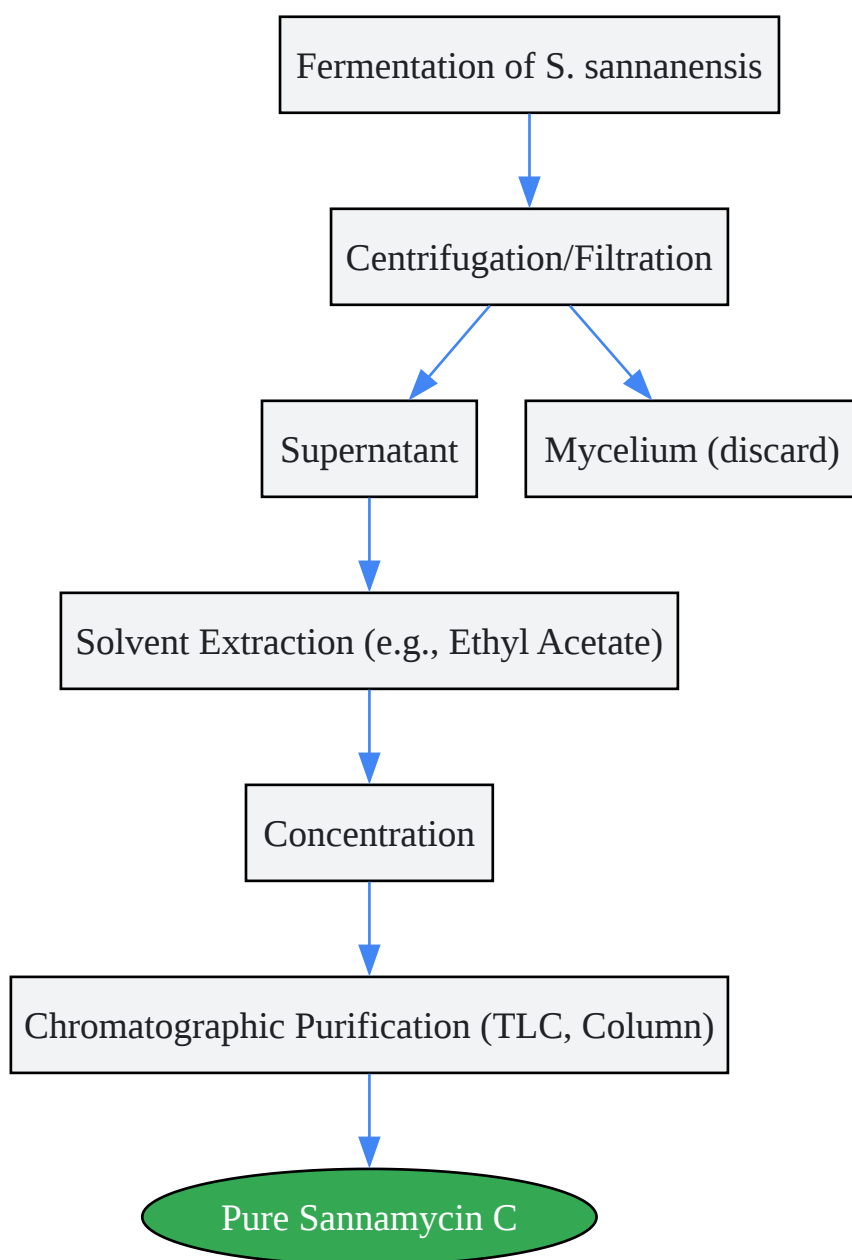 Fermentation of S. sannanensis
Centrifugation/Filtration
Supernatant
Mycelium (discard)
Solvent Extraction (e.g., Ethyl Acetate)
Concentration
Chromatographic Purification (TLC, Column)
Pure Sannamycin C